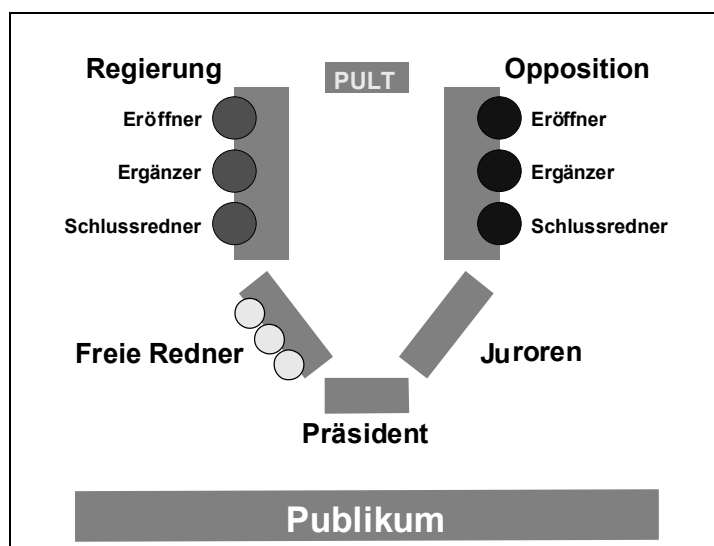 Regierung
PULT
Opposition
Eröffner
Eröffner
Ergänzer
Ergänzer
Schlussredner
Schlussredner
Freie Redner
Juroren
Präsident
Publikum